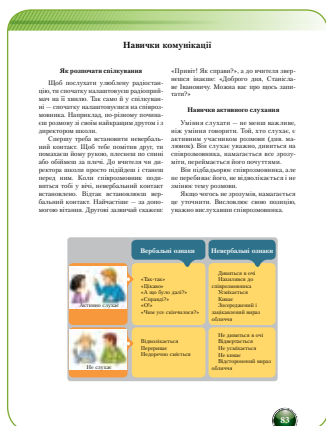 Навички комунікації
Як розпочати спілкування
Щоб послухати улюблену радіостан-
цію, ти спочатку налаштовуєш радіоприй-
мач на її хвилю. Так само й у спілкуван-
ні — спочатку налаштовуєшся на співроз-
мовника. Наприклад, по-різному почина-
єш розмову зі своїм найкращим другом і з
директором школи.
Спершу треба встановити невербаль-
ний контакт. Щоб тебе помітив друг, ти
помахаєш йому рукою, плеснеш по спині
або обіймеш за плечі. До вчителя чи ди-
ректора школи просто підійдеш і станеш
перед ним. Коли співрозмовник поди-
виться тобі у вічі, невербальний контакт
встановлено. Відтак встановлюєш вер-
бальний контакт. Найчастіше — за допо-
могою вітання. Другові зазвичай скажеш:
«Привіт! Як справи?», а до вчителя звер-
нешся інакше: «Доброго дня, Станісла-
ве Івановичу. Можна вас про щось запи-
тати?»
Навички активного слухання
Уміння слухати — не менш важливе,
ніж уміння говорити. Той, хто слухає, є
активним учасником розмови (див. ма-
люнок). Він слухає уважно, дивиться на
співрозмовника, намагається все зрозу-
міти, переймається його почуттями.
Він підбадьорює співрозмовника, але
не перебиває його, не відволікається і не
змінює тему розмови.
Якщо чогось не зрозумів, намагається
це уточнити. Висловлює свою позицію,
уважно вислухавши співрозмовника.
Вербальні ознаки
Невербальні ознаки
Активно слухає
«Так-так»
«Цікаво»
«А що було далі?»
«Справді?»
«О!»
«Чим усе скінчилося?»
Дивиться в очі
Нахилився до
співрозмовника
Усміхається
Киває
Зосереджений і
зацікавлений вираз
обличчя
Не слухає
Відволікається
Перериває
Недоречно сміється
Не дивиться в очі
Відвертається
Не усміхається
Не киває
Відсторонений вираз
обличчя
83